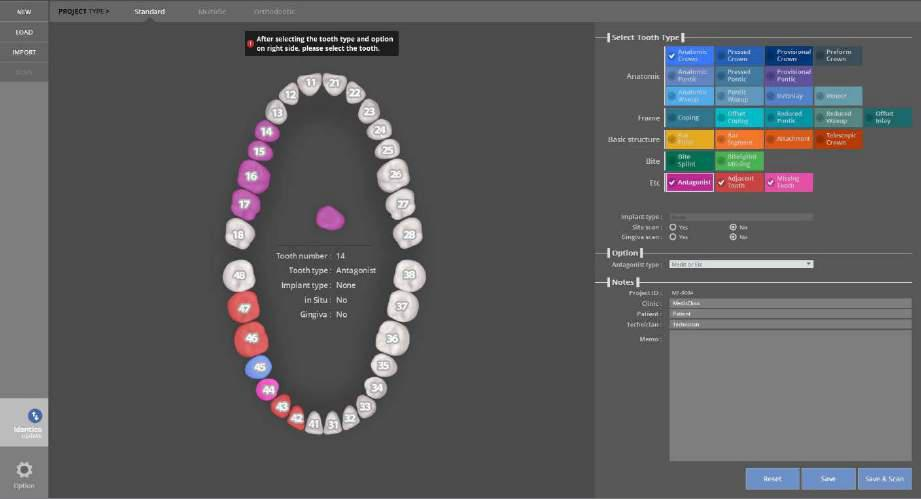 NEW
LOAD
IMPORT
SCAN
PROJECT TYPE >
Standard
Multidie
Orthodontic
After selecting the tooth type and option
on right side, please select the tooth.
11 21
12 22
13 23
14 24
15 25
16 26
17 27
18 28
Tooth number : 14
Tooth type : Antagonist
Implant type : None
in Situ : No
Gingiva : No
48 38
47 37
46 36
45 35
44 34
43 33
42 32
41 31
Identica
update
Option
Select Tooth Type
Anatomic
Anatomic
Crown
Pressed
Crown
Provisional
Crown
Preform
Crown
Anatomic
Pontic
Pressed
Pontic
Provisional
Pontic
Anatomic
Waxup
Pontic
Waxup
In/Onlay
Veneer
Frame
Coping
Offset
Coping
Reduced
Pontic
Reduced
Waxup
Offset
Inlay
Basic structure
Bar
Pillar
Bar
Segment
Attachment
Telescopic
Crown
Bite
Bite
Splint
BiteSplint
Missing
Etc
Antagonist
Adjacent
Tooth
Missing
Tooth
Implant type :
None
Situ scan : Yes No
Gingiva scan : Yes No
Option
Antagonist type :
Notes
Project ID :
Clinic :
Patient : Patient
Technician : Technician
Memo :
Reset
Save
Save & Scan